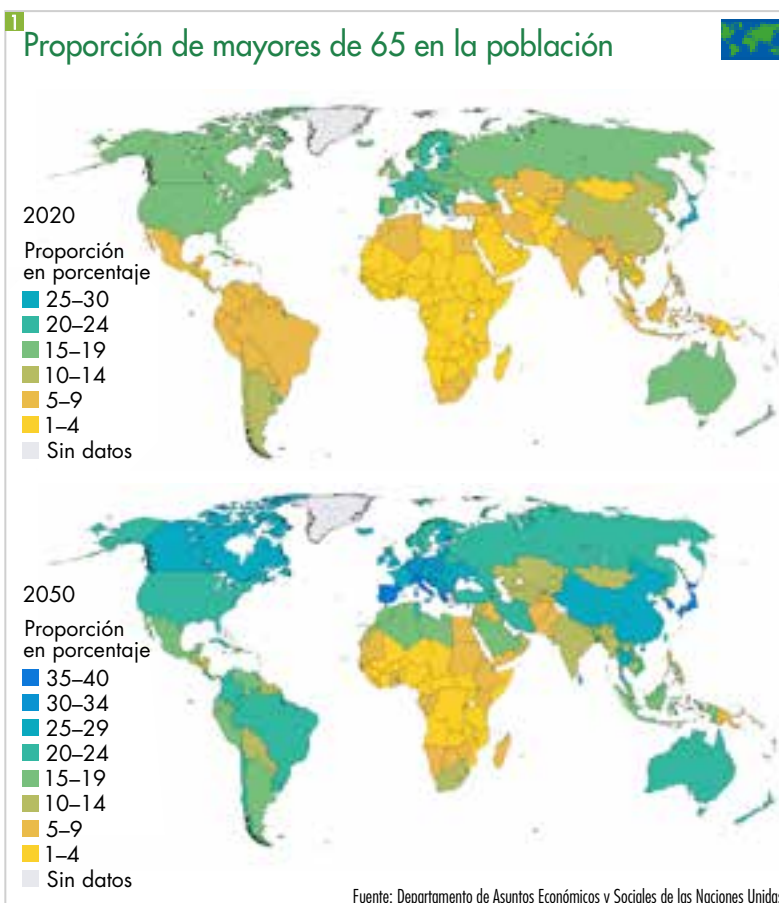 1
Proporción de mayores de 65 en la población
2020
Proporción
en porcentaje
25–30
20–24
15–19
10–14
5–9
1–4
Sin datos
2050
Proporción
en porcentaje
35–40
30–34
25–29
20–24
15–19
10–14
5–9
1–4
Sin datos
Fuente: Departamento de Asuntos Económicos y Sociales de las Naciones Unidas